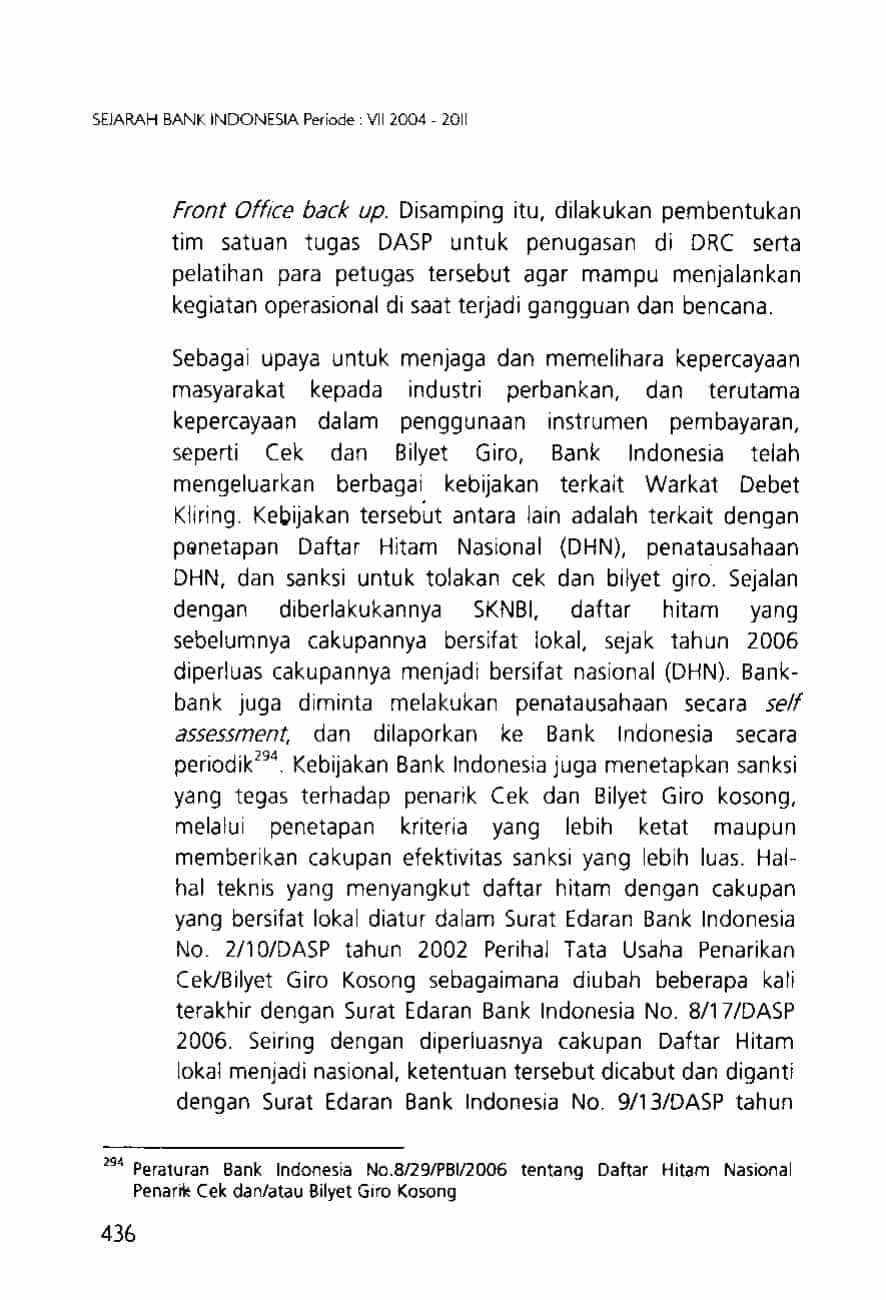 SEJARAH BANK INDONESIA Periode : VII 2004 - 2011
Front Office back up. Disamping itu, dilakukan pembentukan
tim satuan tugas DASP untuk penugasan di DRC serta
pelatihan para petugas tersebut agar mampu menjalankan
kegiatan operasional di saat terjadi gangguan dan bencana.
Sebagai upaya untuk menjaga dan memelihara kepercayaan
masyarakat kepada industri perbankan, dan terutama
kepercayaan dalam penggunaan instrumen pembayaran,
seperti Cek dan Bilyet Giro, Bank Indonesia telah
mengeluarkan berbagai kebijakan terkait Warkat Debet
Kliring. Kebijakan tersebut antara lain adalah terkait dengan
penetapan Daftar Hitam Nasional (DHN), penatausahaan
DHN, dan sanksi untuk tolakan cek dan bilyet giro. Sejalan
dengan diberlakukannya SKNBI, daftar hitam yang
sebelumnya cakupannya bersifat lokal, sejak tahun 2006
diperluas cakupannya menjadi bersifat nasional (DHN). Bank-
bank juga diminta melakukan penatausahaan secara self
assessment, dan dilaporkan ke Bank Indonesia secara
periodik294. Kebijakan Bank Indonesia juga menetapkan sanksi
yang tegas terhadap penarik Cek dan Bilyet Giro kosong,
melalui penetapan kriteria yang lebih ketat maupun
memberikan cakupan efektivitas sanksi yang lebih luas. Hal-
hal teknis yang menyangkut daftar hitam dengan cakupan
yang bersifat lokal diatur dalam Surat Edaran Bank Indonesia
No. 2/10/DASP tahun 2002 Perihal Tata Usaha Penarikan
Cek/Bilyet Giro Kosong sebagaimana diubah beberapa kali
terakhir dengan Surat Edaran Bank Indonesia No. 8/17/DASP
2006. Seiring dengan diperluasnya cakupan Daftar Hitam
lokal menjadi nasional, ketentuan tersebut dicabut dan diganti
dengan Surat Edaran Bank Indonesia No. 9/13/DASP tahun
294 Peraturan Bank Indonesia No.8/29/PBI/2006 tentang Daftar Hitam Nasional
Penarik Cek dan/atau Bilyet Giro Kosong
436